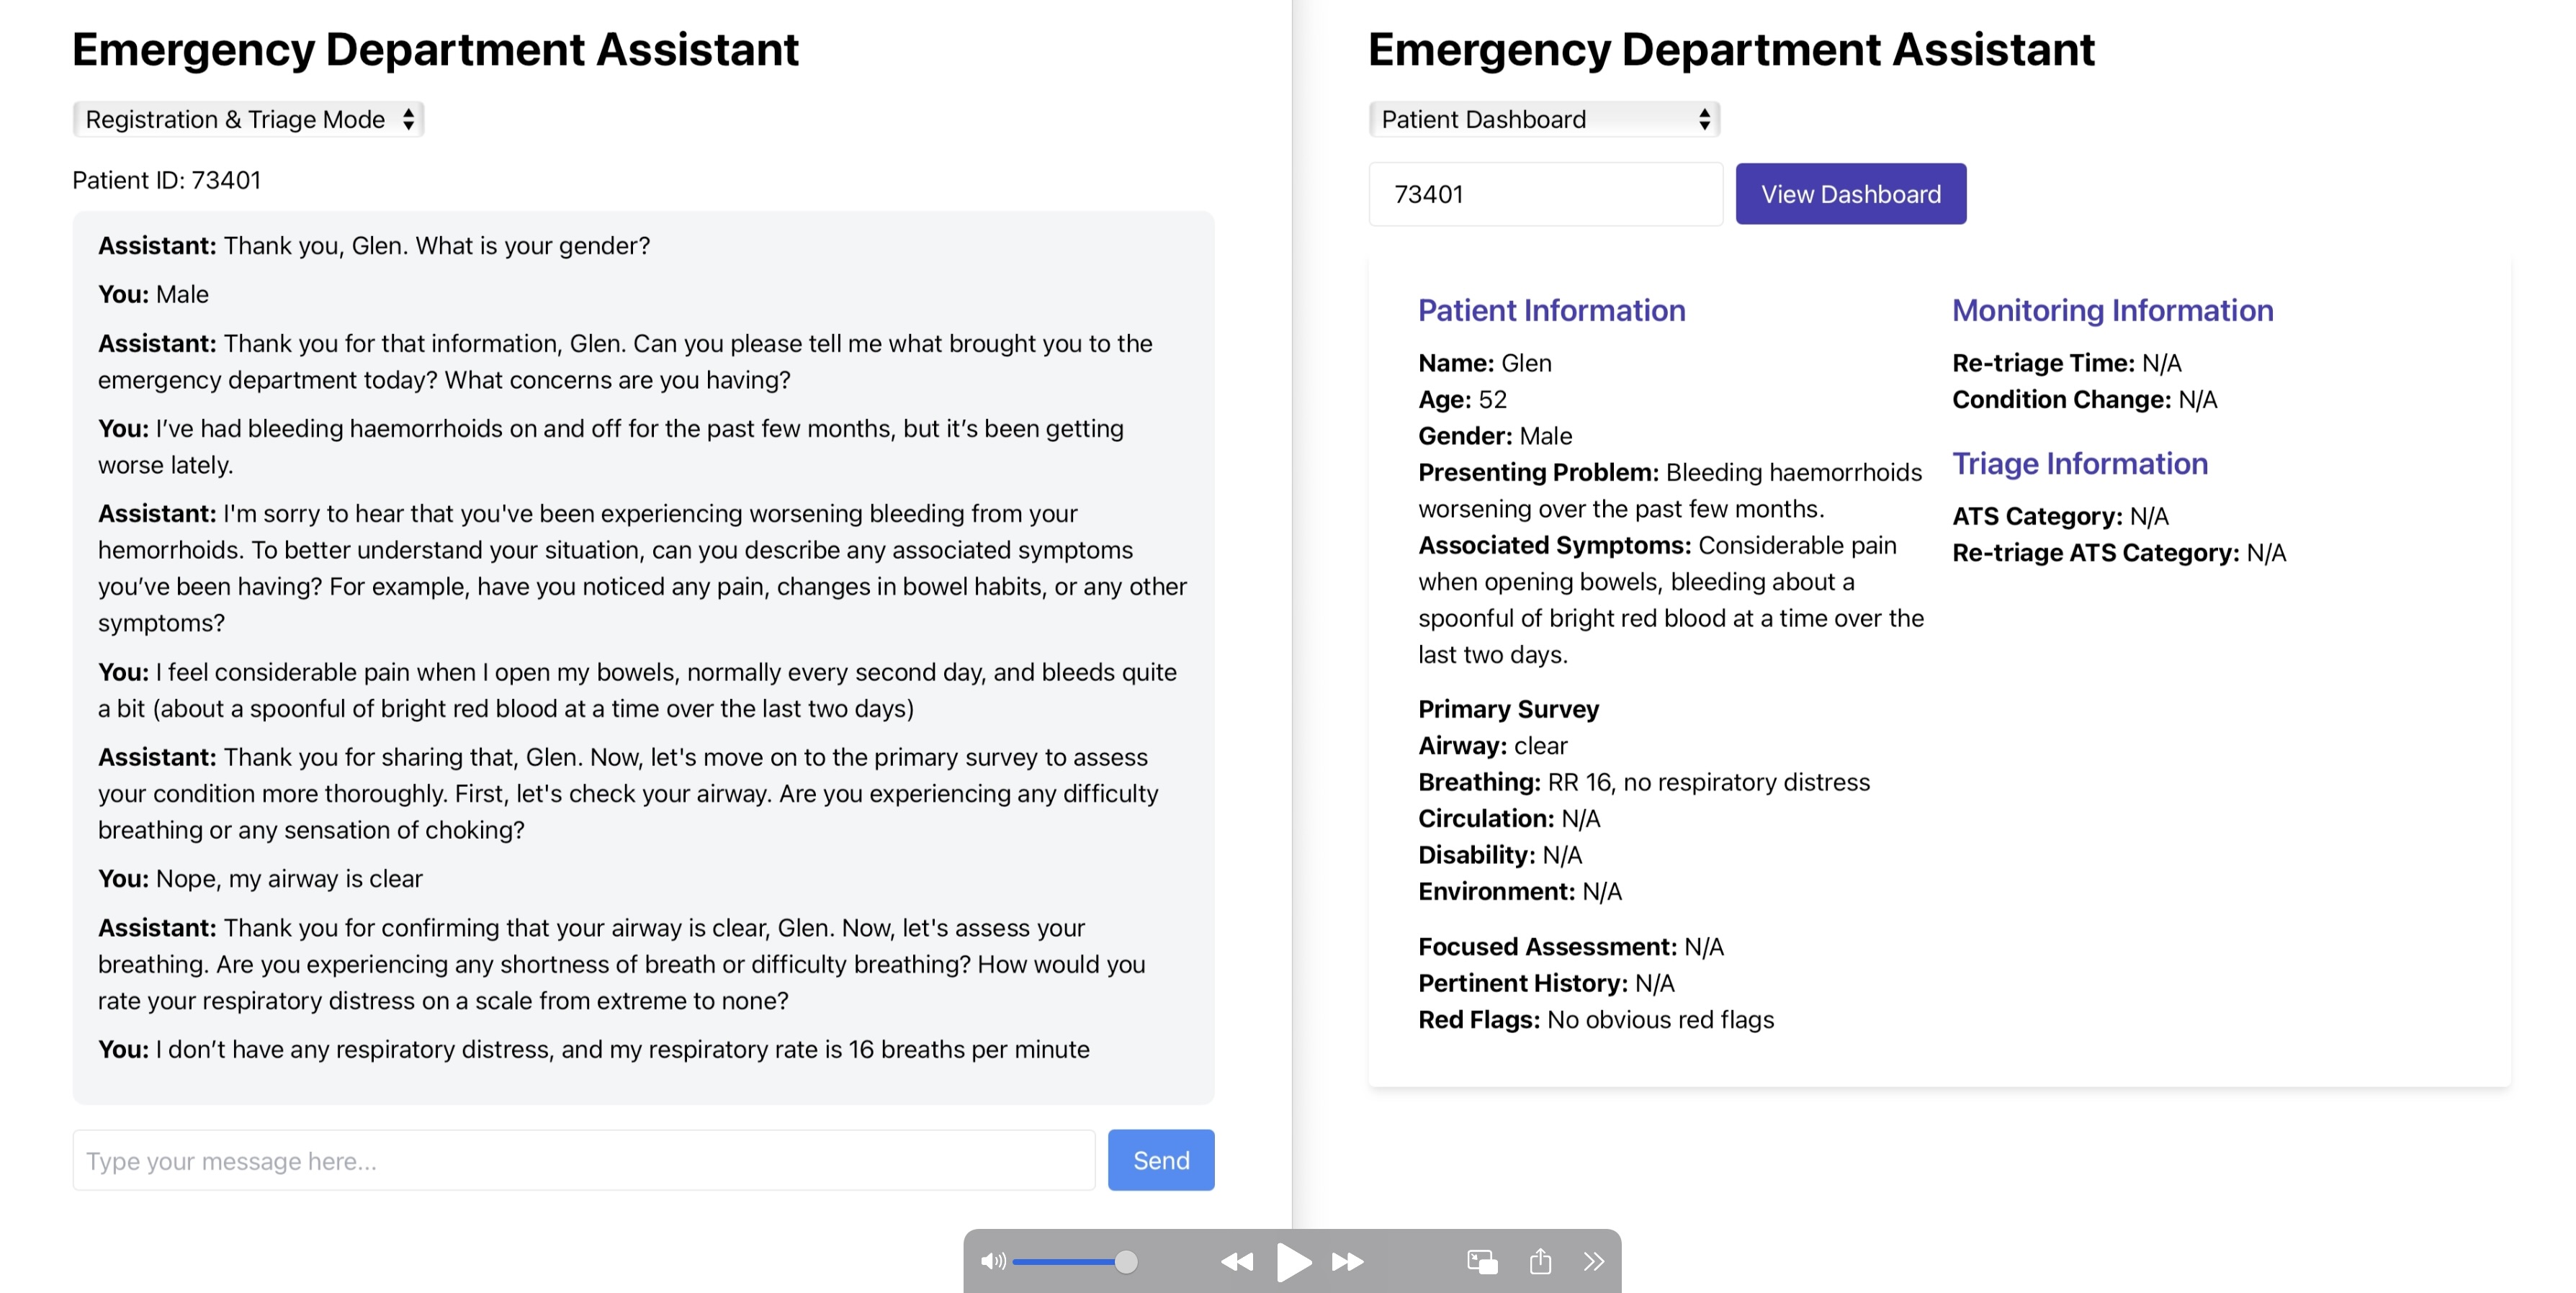 Emergency Department Assistant
Registration & Triage Mode
Patient ID: 73401
Assistant: Thank you, Glen. What is your gender?
You: Male
Assistant: Thank you for that information, Glen. Can you please tell me what brought you to the
emergency department today? What concerns are you having?
You: I’ve had bleeding haemorrhoids on and off for the past few months, but it’s been getting
worse lately.
Assistant: I'm sorry to hear that you've been experiencing worsening bleeding from your
hemorrhoids. To better understand your situation, can you describe any associated symptoms
you’ve been having? For example, have you noticed any pain, changes in bowel habits, or any other
symptoms?
You: I feel considerable pain when I open my bowels, normally every second day, and bleeds quite
a bit (about a spoonful of bright red blood at a time over the last two days)
Assistant: Thank you for sharing that, Glen. Now, let's move on to the primary survey to assess
your condition more thoroughly. First, let's check your airway. Are you experiencing any difficulty
breathing or any sensation of choking?
You: Nope, my airway is clear
Assistant: Thank you for confirming that your airway is clear, Glen. Now, let's assess your
breathing. Are you experiencing any shortness of breath or difficulty breathing? How would you
rate your respiratory distress on a scale from extreme to none?
You: I don’t have any respiratory distress, and my respiratory rate is 16 breaths per minute
Type your message here...
Send
Emergency Department Assistant
Patient Dashboard
73401
View Dashboard
Patient Information
Name: Glen
Age: 52
Gender: Male
Presenting Problem: Bleeding haemorrhoids
worsening over the past few months.
Associated Symptoms: Considerable pain
when opening bowels, bleeding about a
spoonful of bright red blood at a time over the
last two days.
Primary Survey
Airway: clear
Breathing: RR 16, no respiratory distress
Circulation: N/A
Disability: N/A
Environment: N/A
Focused Assessment: N/A
Pertinent History: N/A
Red Flags: No obvious red flags
Monitoring Information
Re-triage Time: N/A
Condition Change: N/A
Triage Information
ATS Category: N/A
Re-triage ATS Category: N/A